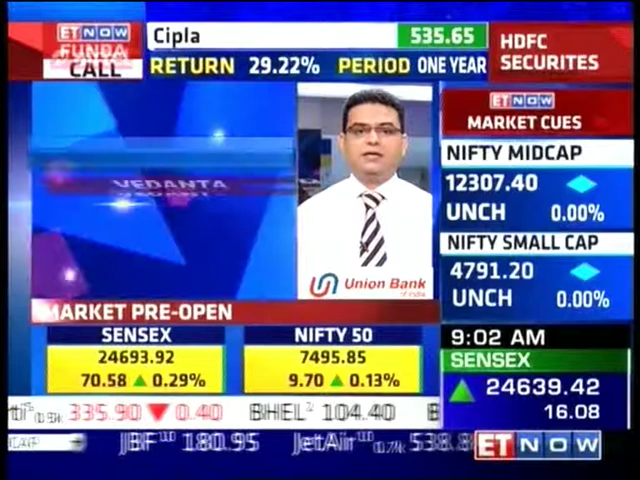 ET NOW
FUNDA
CALL
Cipla 535.65
RETURN 29.22% PERIOD ONE YEAR
HDFC
SECURITES
ET NOW
MARKET CUES
NIFTY MIDCAP
12307.40
UNCH 0.00%
NIFTY SMALL CAP
4791.20
UNCH 0.00%
VEDANTA
Union Bank
of India
MARKET PRE-OPEN
SENSEX
24693.92
70.58 0.29%
NIFTY 50
7495.85
9.70 0.13%
9:02 AM
SENSEX
24639.42
16.08
335.90 0.40 BHEL 104.40
JBF 180.95 JetAir
ET NOW